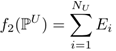 f_2(\mathbb{P}^U) = \sum_{i=1}^{N_U} E_i